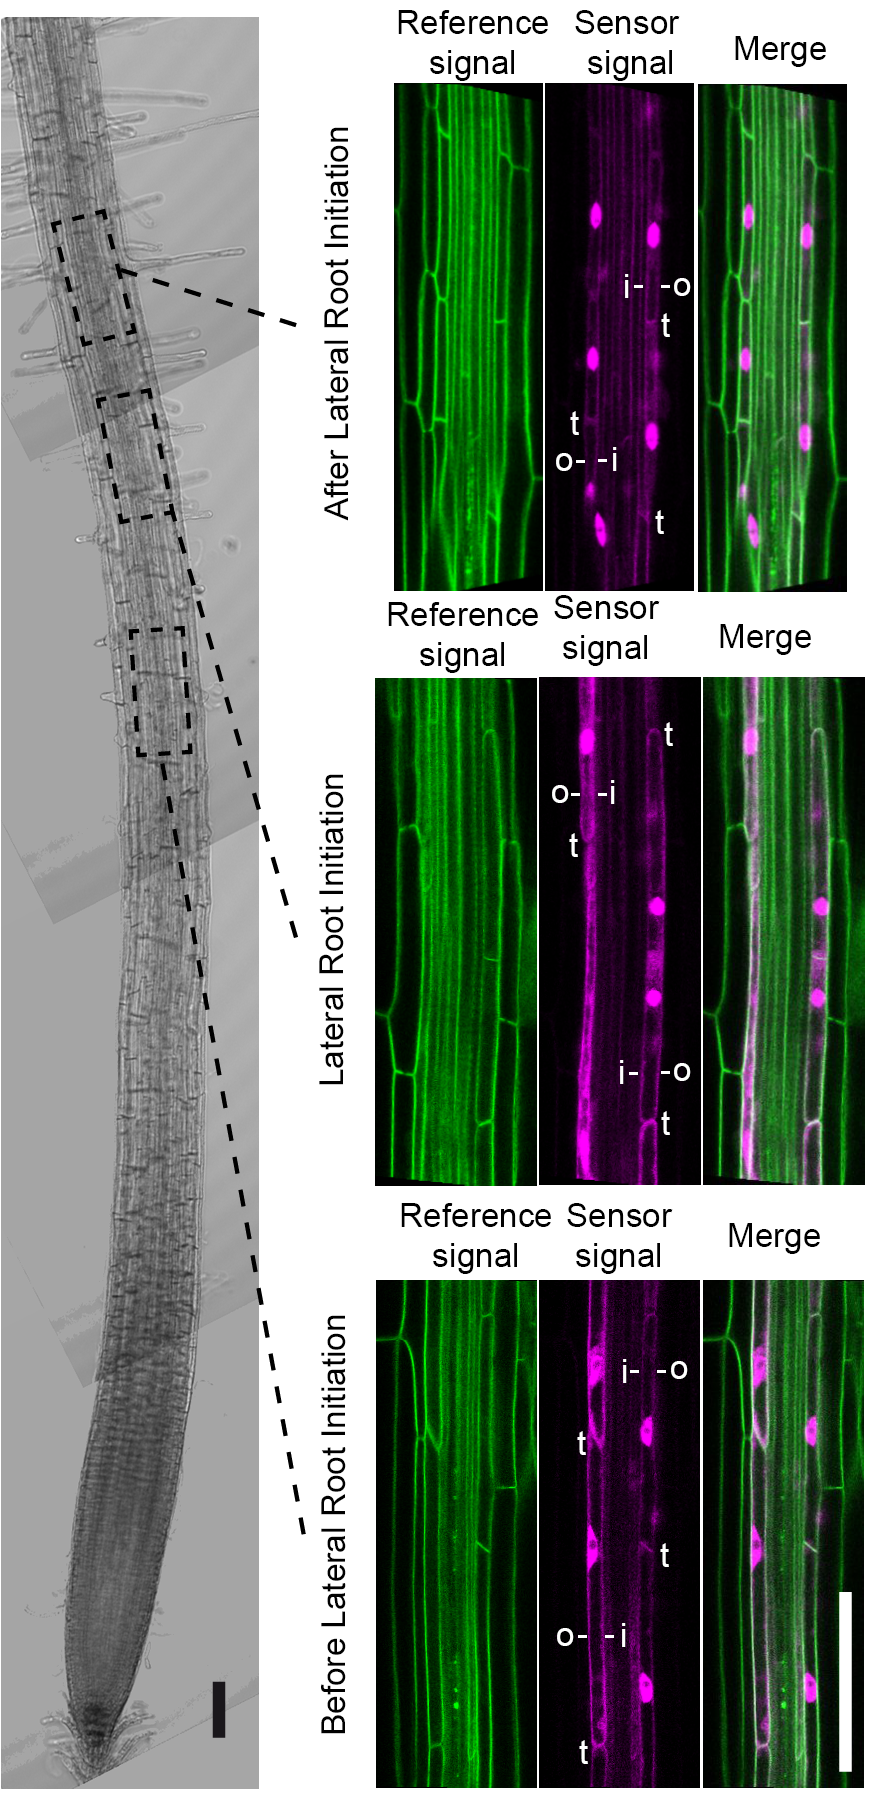 Reference signal
Sensor signal
Merge
After Lateral Root Initiation
i- -o
t
t
o- -i
t
Reference signal
Sensor signal
Merge
Lateral Root Initiation
t
o- -i
t
i- -o
t
Reference signal
Sensor signal
Merge
Before Lateral Root Initiation
i- -o
t
t
o- -i
t